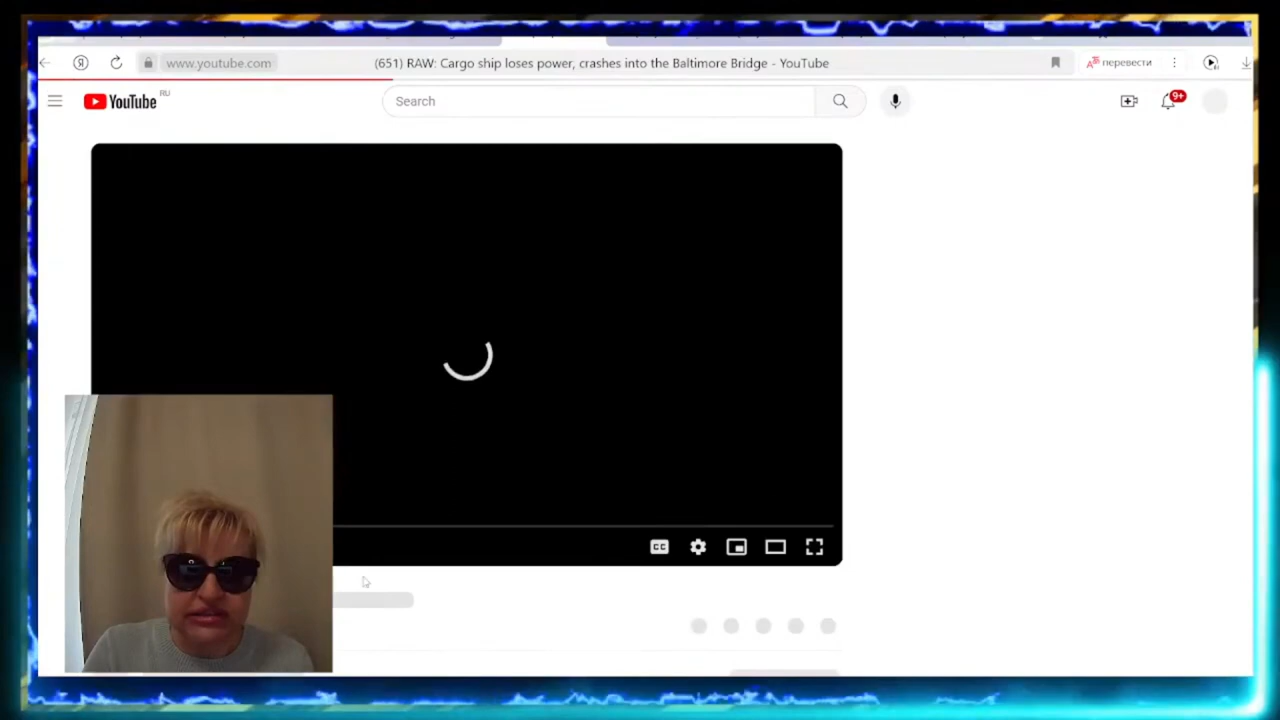 www.youtube.com
(651) RAW: Cargo ship loses power, crashes into the Baltimore Bridge - YouTube
перевести
YouTube RU
Search
9+
CC